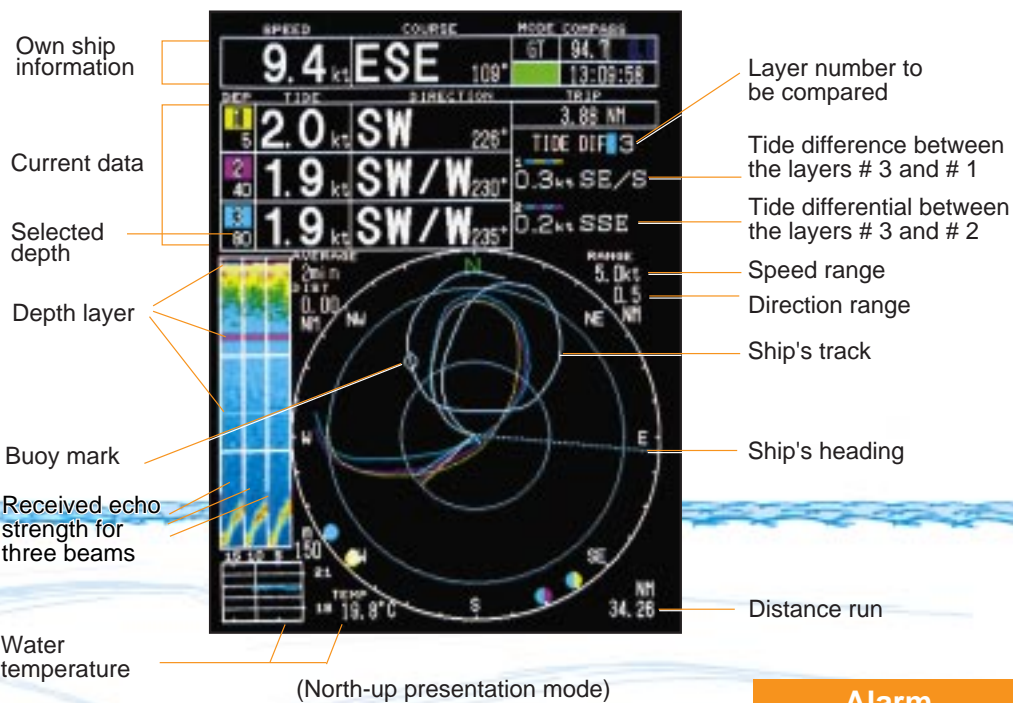 SPEED COURSE MODE COMPASS
Own ship
information
9.4 kt ESE 109° GT 94.7
13:09:58
Layer number to
be compared
DEP TIDE DIRECTION TRIP
3.88 NM
1 5 2.0 kt SW 226° TIDE DIF 3
Current data
2 40 1.9 kt SW/W 230° 1 0.3kt SE/S
Tide difference between
the layers # 3 and # 1
3 80 1.9 kt SW/W 235° 2 0.2kt SSE
Tide differential between
the layers # 3 and # 2
Selected
depth
AVERAGE
2min
DIST
0.00
NM
RANGE
5.0kt
0.5
NM
Speed range
Direction range
Depth layer
N
NW
NE
Ship's track
W
E
Buoy mark
Ship's heading
Received echo
strength for
three beams
m
150
SE
S
21
18
TEMP
19.8°C
NM
34.26
Distance run
Water
temperature
(North-up presentation mode)
Alarm